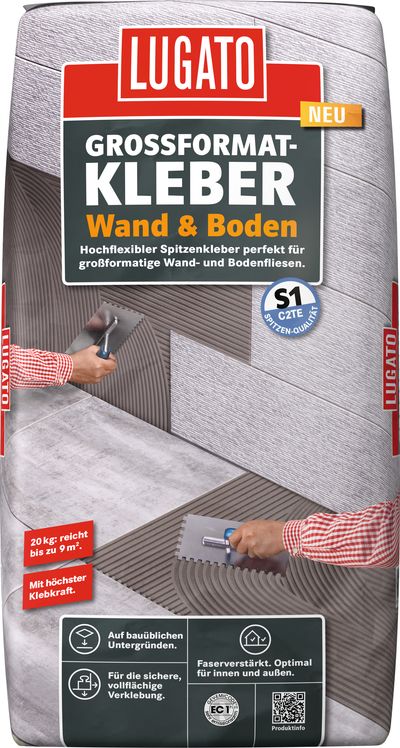 LUGATO
NEU
GROSSFORMAT-
KLEBER
Wand & Boden
Hochflexibler Spitzenkleber perfekt für
großformatige Wand- und Bodenfliesen.
S1
C2TE
SPITZEN-QUALITÄT
LUGATO
LUGATO
20 kg: reicht
bis zu 9 m².
Mit höchster
Klebkraft.
Auf bauüblichen
Untergründen.
Für die sichere,
vollflächige
Verklebung.
Faserverstärkt. Optimal
für innen und außen.
EC1
Produktinfo